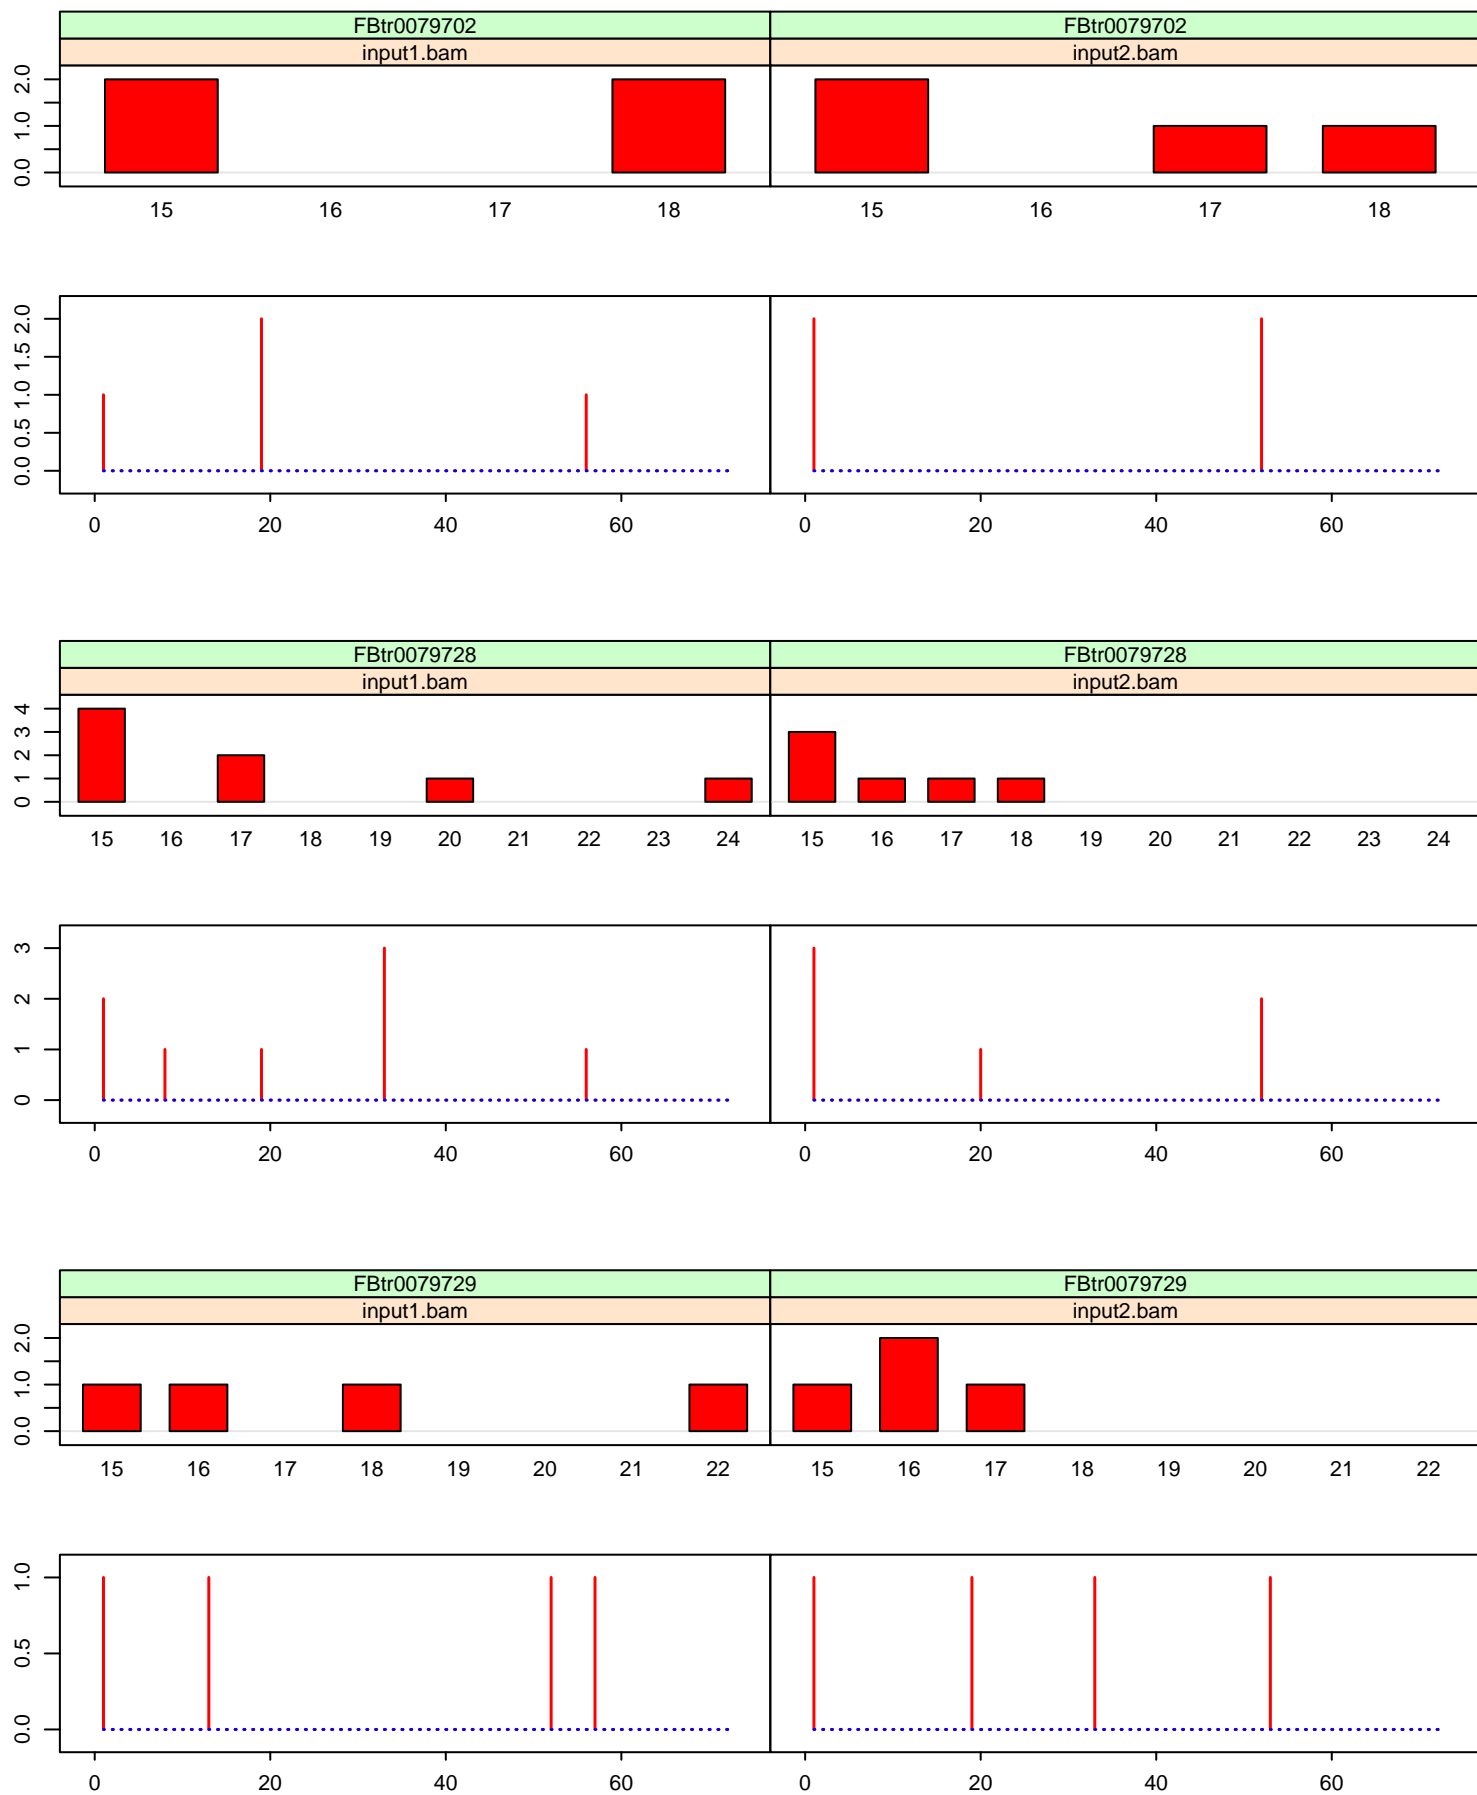 FBtr0079702 FBtr0079702
input1.bam input2.bam
0.0 1.0 2.0
15 16 17 18 15 16 17 18
0.0 0.5 1.0 1.5 2.0
0 20 40 60 0 20 40 60
FBtr0079728 FBtr0079728
input1.bam input2.bam
0 1 2 3 4
15 16 17 18 19 20 21 22 23 24 15 16 17 18 19 20 21 22 23 24
0 1 2 3
0 20 40 60 0 20 40 60
FBtr0079729 FBtr0079729
input1.bam input2.bam
0.0 1.0 2.0
15 16 17 18 19 20 21 22 15 16 17 18 19 20 21 22
0.0 0.5 1.0
0 20 40 60 0 20 40 60